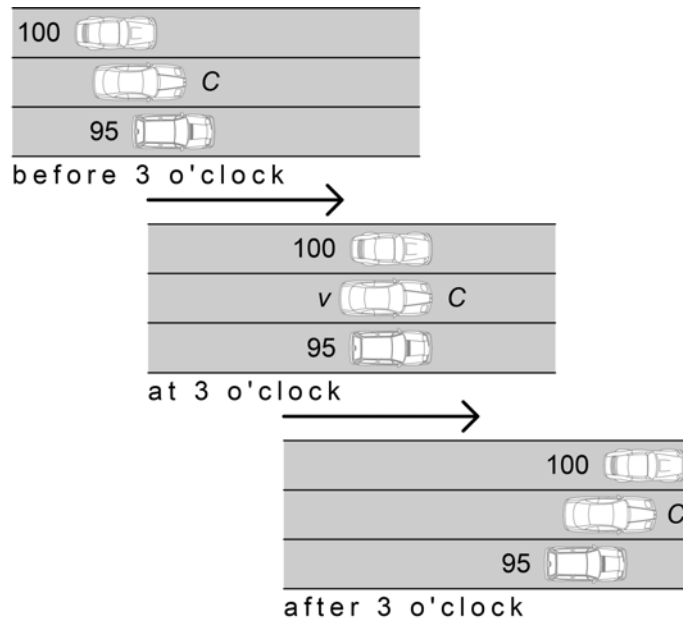 100
C
95
before 3 o'clock
100
v C
95
at 3 o'clock
100
C
95
after 3 o'clock